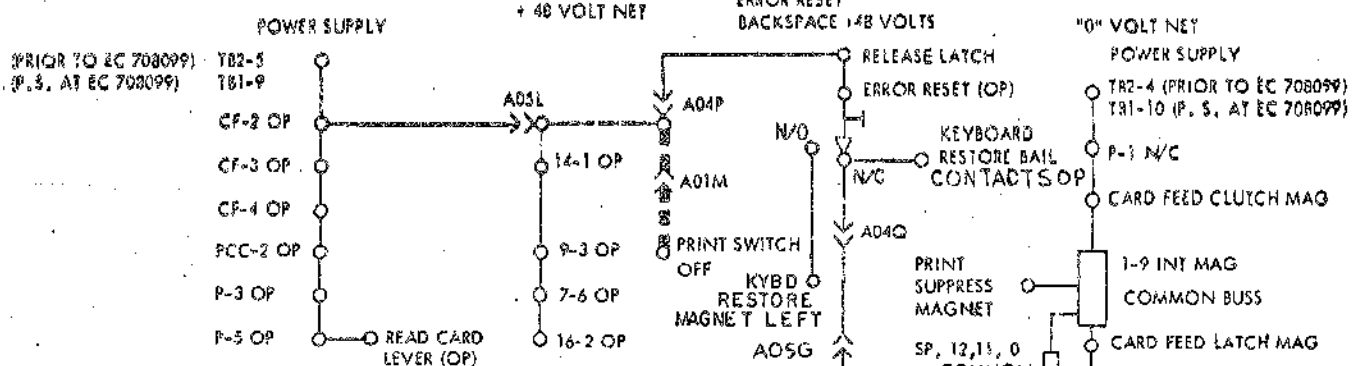 + 48 VOLT NET
ERROR RESET
BACKSPACE +48 VOLTS
"0" VOLT NET
POWER SUPPLY
POWER SUPPLY
(PRIOR TO EC 708099) TB2-5
(P.S. AT EC 708099) TB1-9
RELEASE LATCH
ERROR RESET (OP)
TB2-4 (PRIOR TO EC 708099)
TB1-10 (P. S. AT EC 708099)
A05L
A04P
CF-2 OP
N/O
KEYBOARD
RESTORE BAIL
CONTACTS OP
N/C
P-1 N/C
CF-3 OP
14-1 OP
A01M
CARD FEED CLUTCH MAG
CF-4 OP
A04Q
PCC-2 OP
9-3 OP
PRINT SWITCH
OFF
PRINT
SUPPRESS
MAGNET
1-9 INT MAG
COMMON BUSS
P-3 OP
7-6 OP
KYBD
RESTORE
MAGNET LEFT
P-5 OP
READ CARD
LEVER (OP)
16-2 OP
A05G
SP, 12,11, 0
CARD FEED LATCH MAG